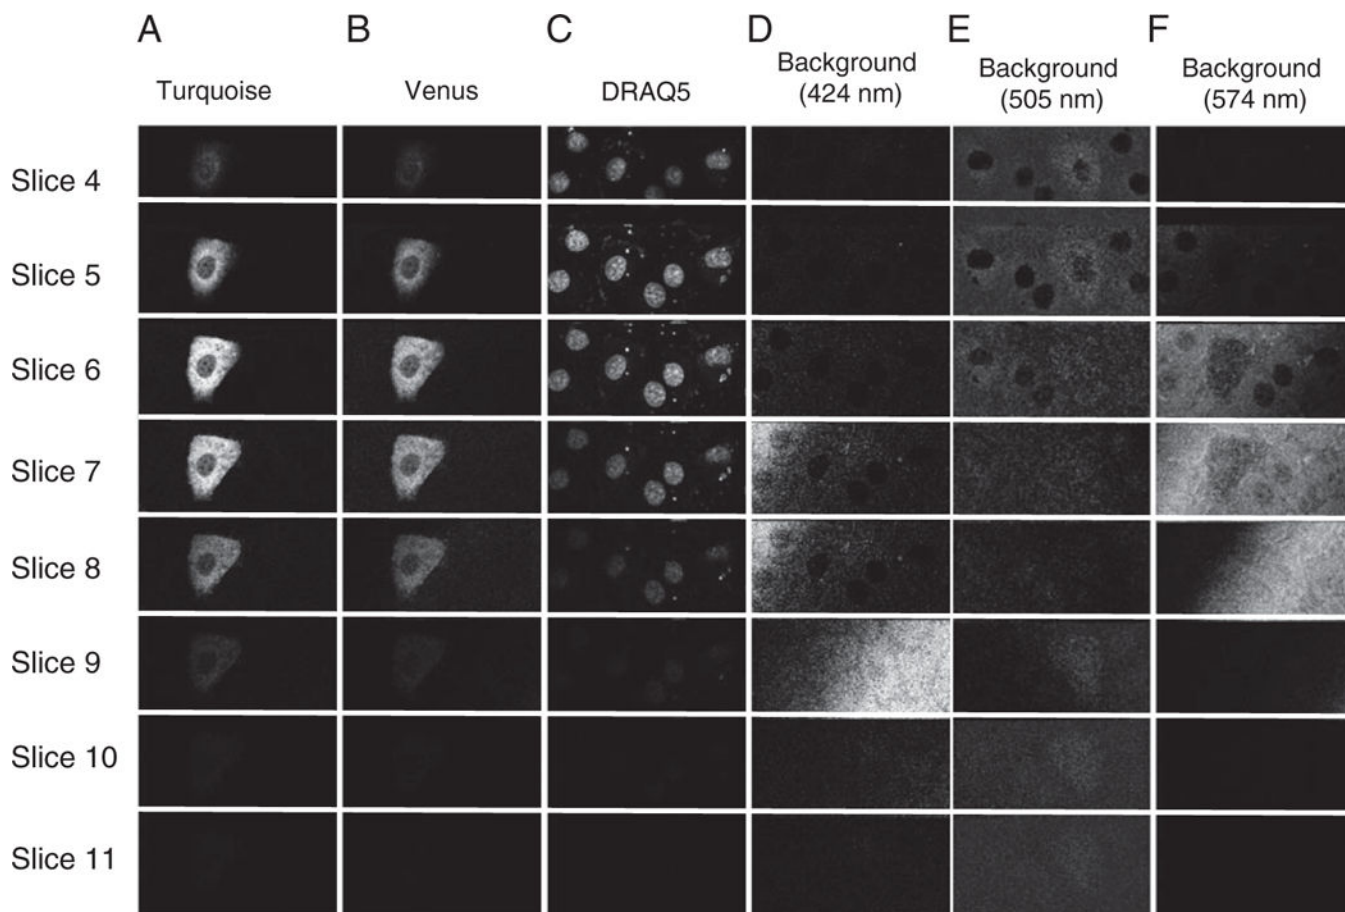 A B C D E F
Turquoise Venus DRAQ5 Background (424 nm) Background (505 nm) Background (574 nm)
Slice 4
Slice 5
Slice 6
Slice 7
Slice 8
Slice 9
Slice 10
Slice 11